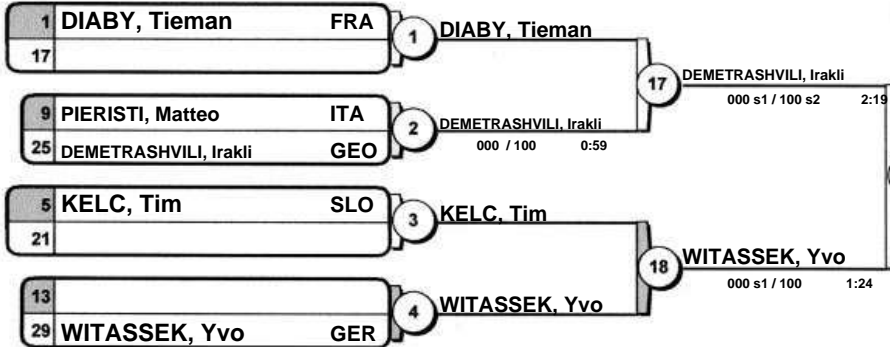 1 DIABY, Tieman FRA
17
1
DIABY, Tieman
9 PIERISTI, Matteo ITA
25 DEMETRASHVILI, Irakli GEO
2
DEMETRASHVILI, Irakli
000 / 100 0:59
17
DEMETRASHVILI, Irakli
000 s1 / 100 s2 2:19
5 KELC, Tim SLO
21
3
KELC, Tim
13
29 WITASSEK, Yvo GER
4
WITASSEK, Yvo
18
WITASSEK, Yvo
000 s1 / 100 1:24